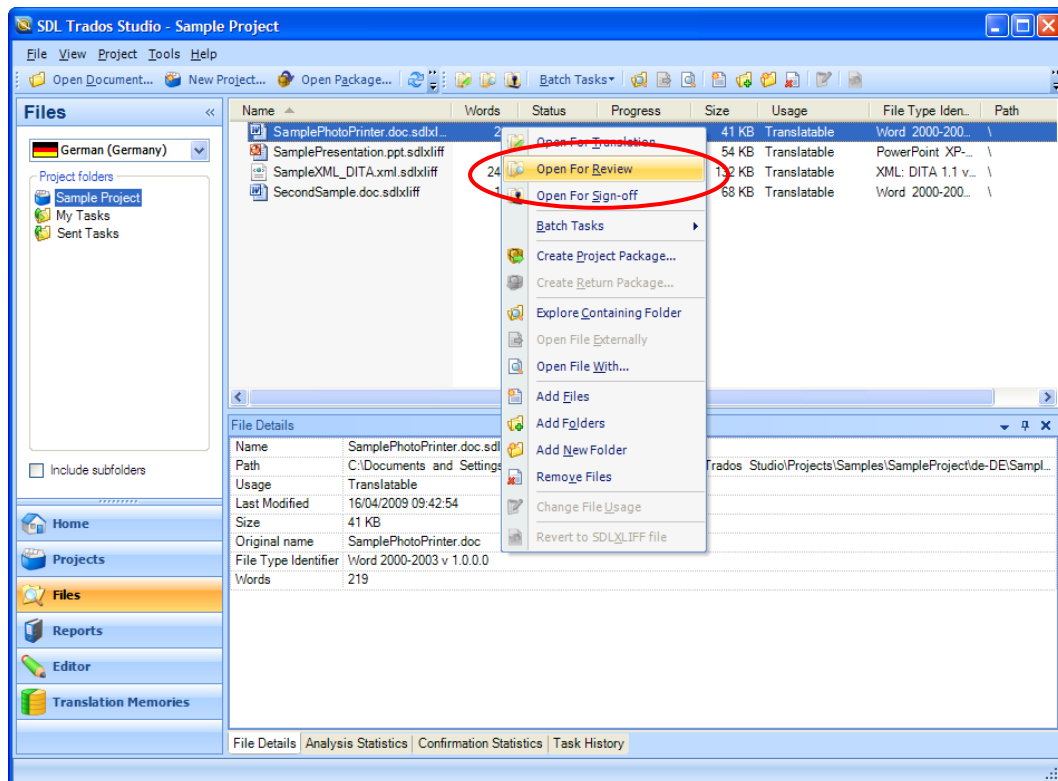 SDL Trados Studio - Sample Project
File View Project Tools Help
Open Document... New Project... Open Package... Batch Tasks
Files «
German (Germany)
Project folders
Sample Project
My Tasks
Sent Tasks
Include subfolders
Home
Projects
Files
Reports
Editor
Translation Memories
Name Words Status Progress Size Usage File Type Iden... Path
SamplePhotoPrinter.doc.sdlxl... 2 41 KB Translatable Word 2000-200... \
SamplePresentation.ppt.sdlxliff 54 KB Translatable PowerPoint XP-... \
SampleXML_DITA.xml.sdlxliff 24 132 KB Translatable XML: DITA 1.1 v... \
SecondSample.doc.sdlxliff 1 68 KB Translatable Word 2000-200... \
Open For Translation
Open For Review
Open For Sign-off
Batch Tasks
Create Project Package...
Create Return Package...
Explore Containing Folder
Open File Externally
Open File With...
Add Files
Add Folders
Add New Folder
Remove Files
Change File Usage
Revert to SDLXLIFF file
File Details
Name SamplePhotoPrinter.doc.sdl
Path C:\Documents and Settings Trados Studio\Projects\Samples\SampleProject\de-DE\Sampl...
Usage Translatable
Last Modified 16/04/2009 09:42:54
Size 41 KB
Original name SamplePhotoPrinter.doc
File Type Identifier Word 2000-2003 v 1.0.0.0
Words 219
File Details Analysis Statistics Confirmation Statistics Task History